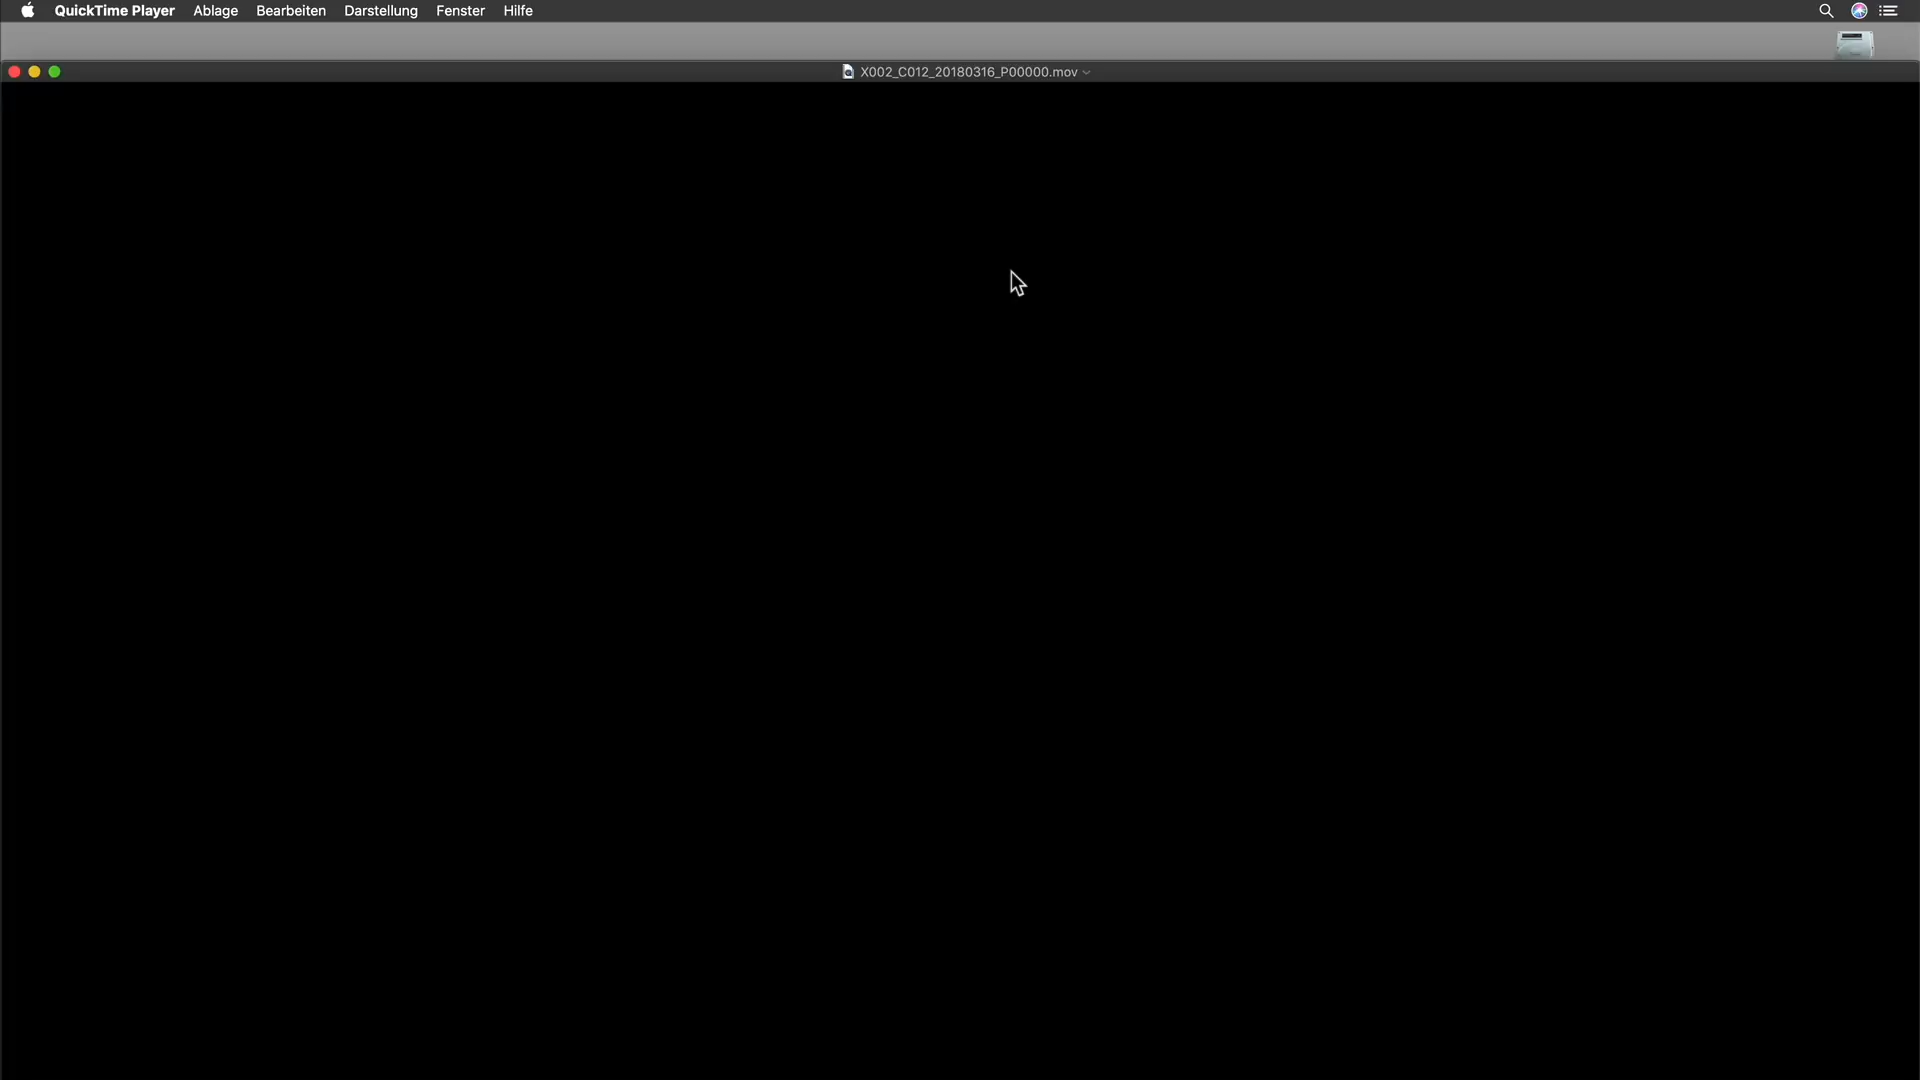 QuickTime Player Ablage Bearbeiten Darstellung Fenster Hilfe
X002_C012_20180316_P00000.mov